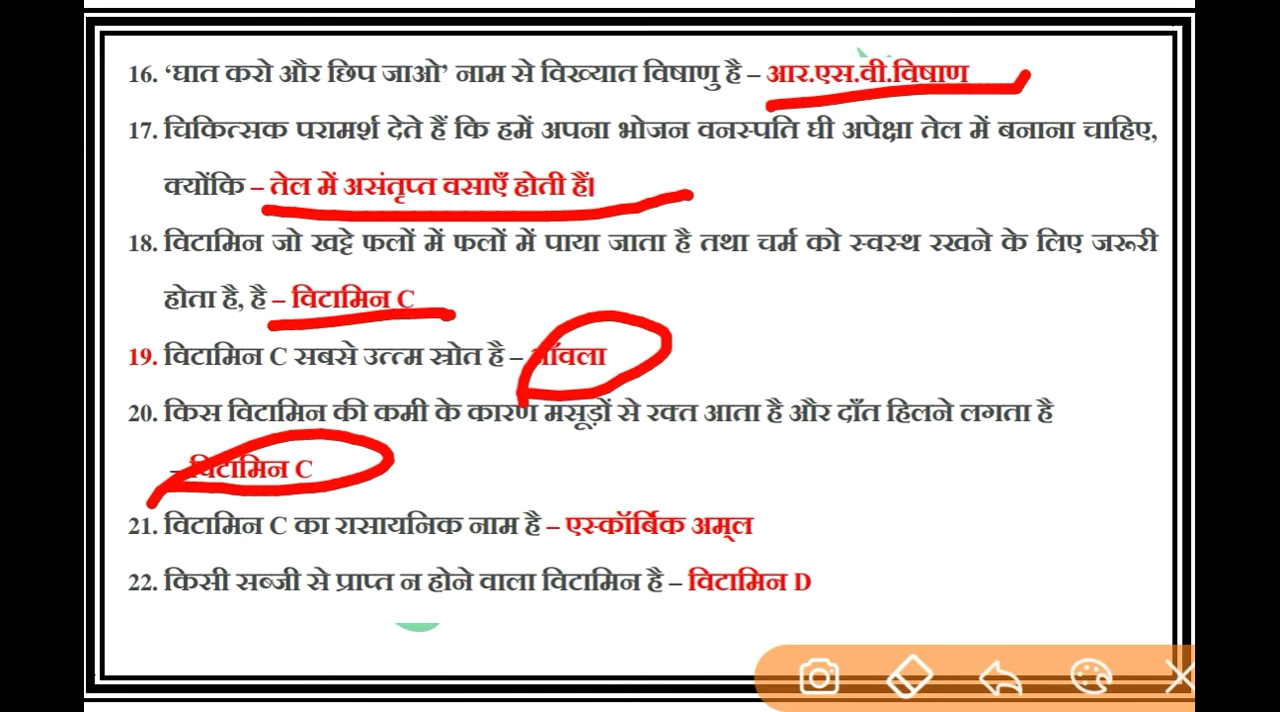 16. ‘घात करो और छिप जाओ’ नाम से विख्यात विषाणु है – आर.एस.वी.विषाण
17. चिकित्सक परामर्श देते हैं कि हमें अपना भोजन वनस्पति घी अपेक्षा तेल में बनाना चाहिए,
क्योंकि – तेल में असंतृप्त वसाएँ होती हैं।
18. विटामिन जो खट्टे फलों में फलों में पाया जाता है तथा चर्म को स्वस्थ रखने के लिए जरूरी
होता है, है – विटामिन C
19. विटामिन C सबसे उत्त्म स्रोत है – आँवला
20. किस विटामिन की कमी के कारण मसूड़ों से रक्त आता है और दाँत हिलने लगता है
– विटामिन C
21. विटामिन C का रासायनिक नाम है – एस्कॉर्बिक अम्‍ल
22. किसी सब्जी से प्राप्त न होने वाला विटामिन है – विटामिन D